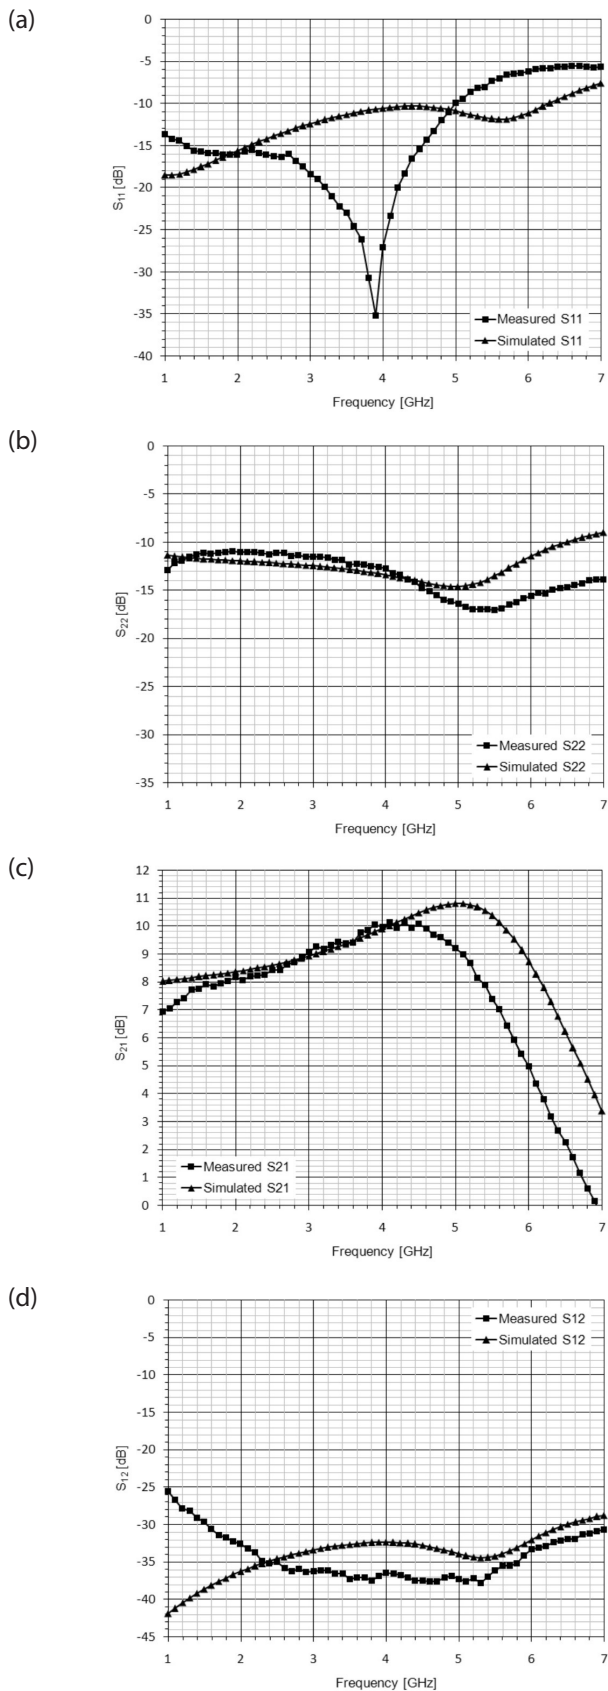 (a)
0
-5
-10
-15
-20
-25
-30
-35
-40
S11 [dB]
Measured S11
Simulated S11
1 2 3 4 5 6 7
Frequency [GHz]
(b)
0
-5
-10
-15
-20
-25
-30
-35
S22 [dB]
Measured S22
Simulated S22
1 2 3 4 5 6 7
Frequency [GHz]
(c)
12
11
10
9
8
7
6
5
4
3
2
1
0
S21 [dB]
Measured S21
Simulated S21
1 2 3 4 5 6 7
Frequency [GHz]
(d)
0
-5
-10
-15
-20
-25
-30
-35
-40
-45
S12 [dB]
Measured S12
Simulated S12
1 2 3 4 5 6 7
Frequency [GHz]